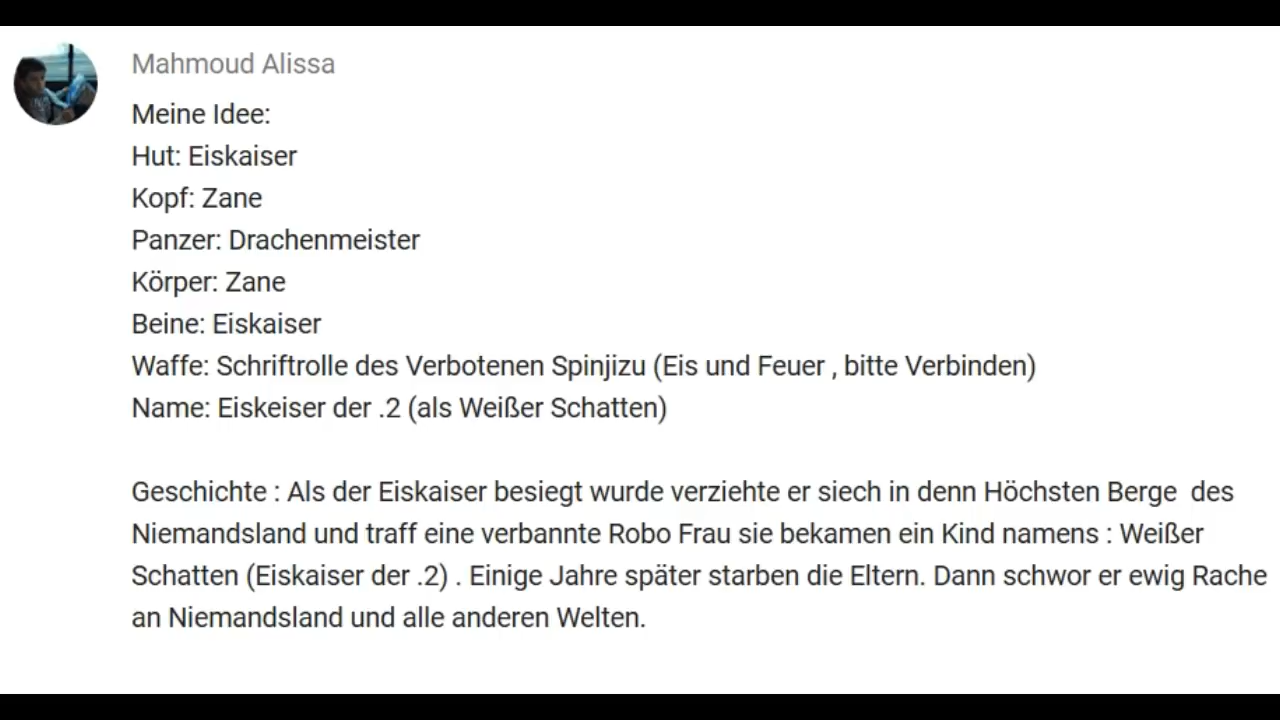 Mahmoud Alissa
Meine Idee:
Hut: Eiskaiser
Kopf: Zane
Panzer: Drachenmeister
Körper: Zane
Beine: Eiskaiser
Waffe: Schriftrolle des Verbotenen Spinjizu (Eis und Feuer , bitte Verbinden)
Name: Eiskeiser der .2 (als Weißer Schatten)
Geschichte : Als der Eiskaiser besiegt wurde verziehte er siech in denn Höchsten Berge  des
Niemandsland und traff eine verbannte Robo Frau sie bekamen ein Kind namens : Weißer
Schatten (Eiskaiser der .2) . Einige Jahre später starben die Eltern. Dann schwor er ewig Rache
an Niemandsland und alle anderen Welten.